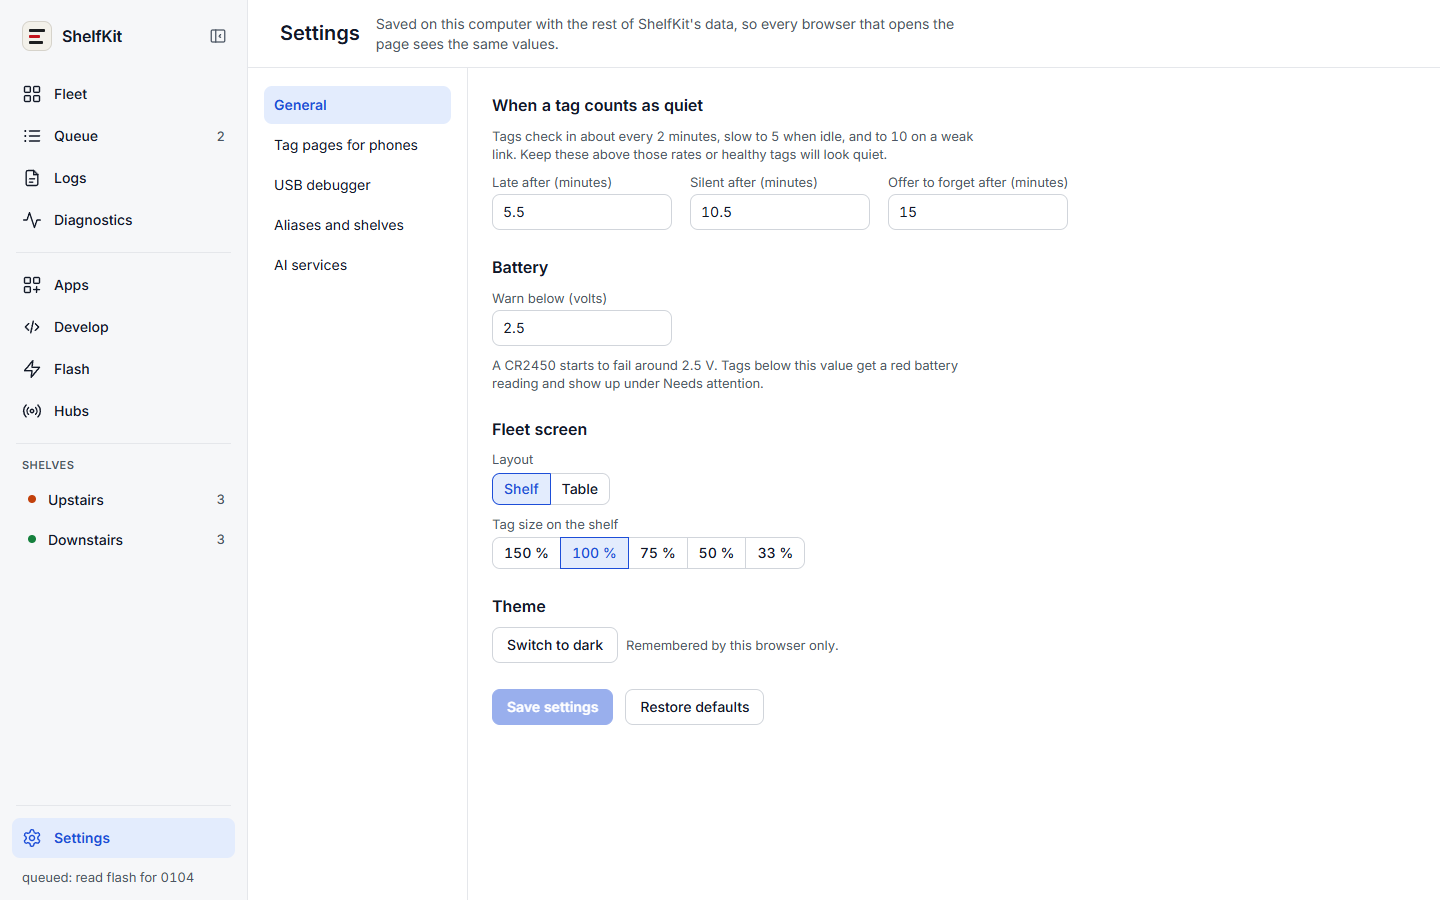 ShelfKit
Fleet
Queue 2
Logs
Diagnostics
Apps
Develop
Flash
Hubs
SHELVES
Upstairs 3
Downstairs 3
Settings
queued: read flash for 0104
Settings
Saved on this computer with the rest of ShelfKit's data, so every browser that opens the
page sees the same values.
General
Tag pages for phones
USB debugger
Aliases and shelves
AI services
When a tag counts as quiet
Tags check in about every 2 minutes, slow to 5 when idle, and to 10 on a weak
link. Keep these above those rates or healthy tags will look quiet.
Late after (minutes) Silent after (minutes) Offer to forget after (minutes)
5.5 10.5 15
Battery
Warn below (volts)
2.5
A CR2450 starts to fail around 2.5 V. Tags below this value get a red battery
reading and show up under Needs attention.
Fleet screen
Layout
Shelf Table
Tag size on the shelf
150 % 100 % 75 % 50 % 33 %
Theme
Switch to dark Remembered by this browser only.
Save settings Restore defaults